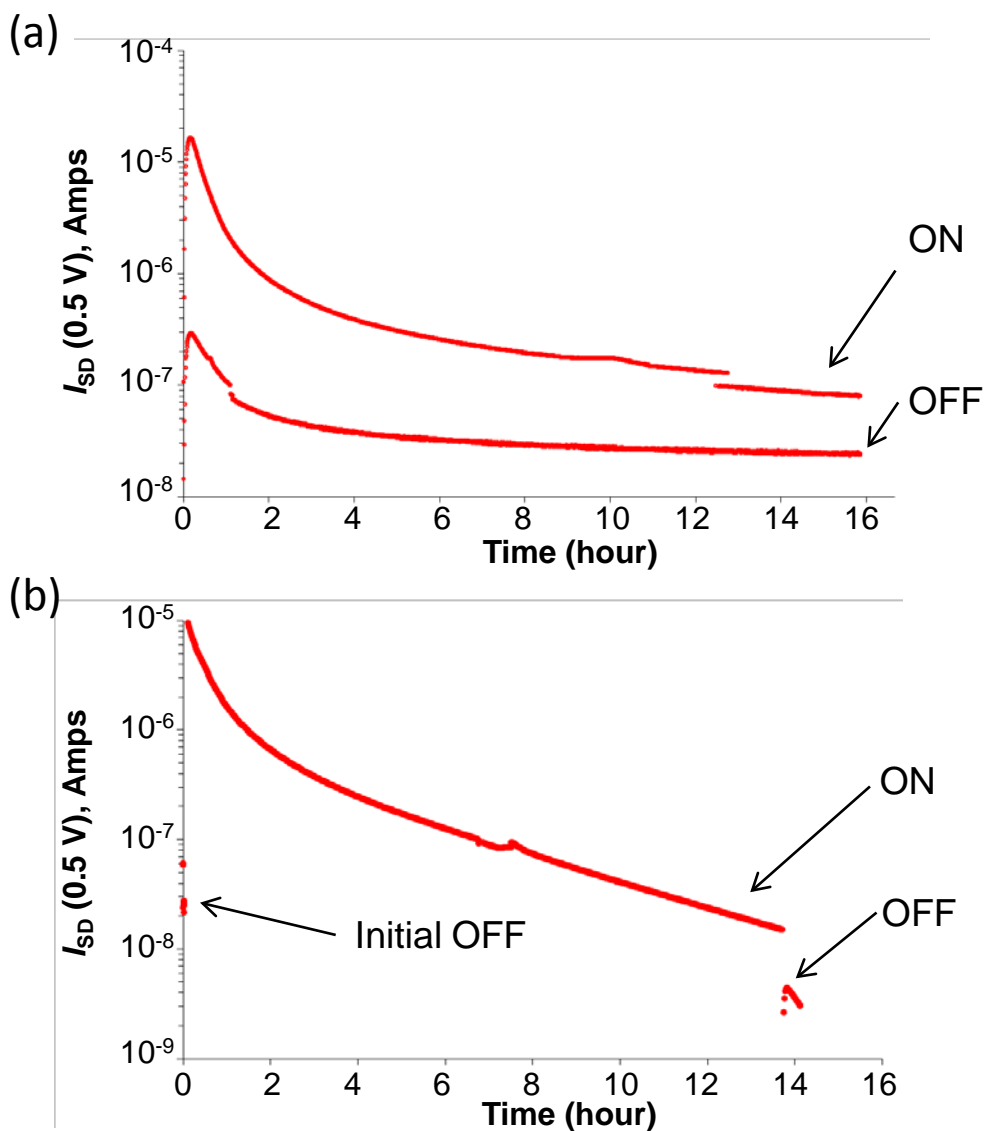 (a)
10-4
10-5
10-6
10-7
10-8
ISD (0.5 V), Amps
ON
OFF
0 2 4 6 8 10 12 14 16
Time (hour)
(b)
10-5
10-6
10-7
10-8
10-9
ISD (0.5 V), Amps
ON
OFF
Initial OFF
0 2 4 6 8 10 12 14 16
Time (hour)